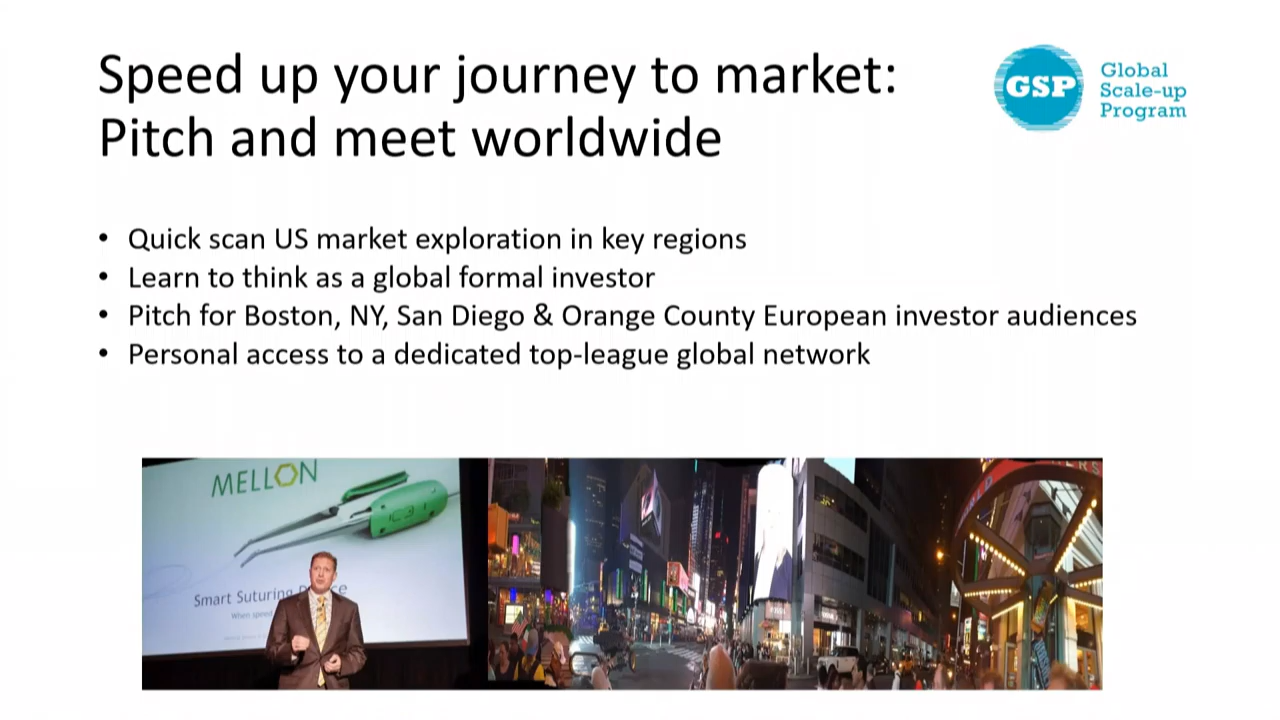 Speed up your journey to market:
Pitch and meet worldwide
GSP
Global
Scale-up
Program
• Quick scan US market exploration in key regions
• Learn to think as a global formal investor
• Pitch for Boston, NY, San Diego & Orange County European investor audiences
• Personal access to a dedicated top-league global network
MELLON
Smart Suturing
When speed